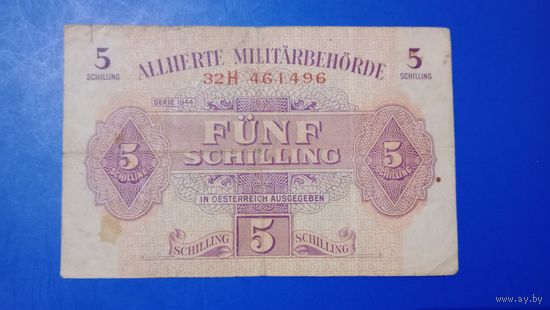 5 ALLIIERTE MILITÄRBEHÖRDE 5
SCHILLING 32H 461496 SCHILLING
SERIE 1944
FÜNF
SCHILLING
5 5
SCHILLING SCHILLING
IN OESTERREICH AUSGEGEBEN
SCHILLING 5 SCHILLING
www.ay.by